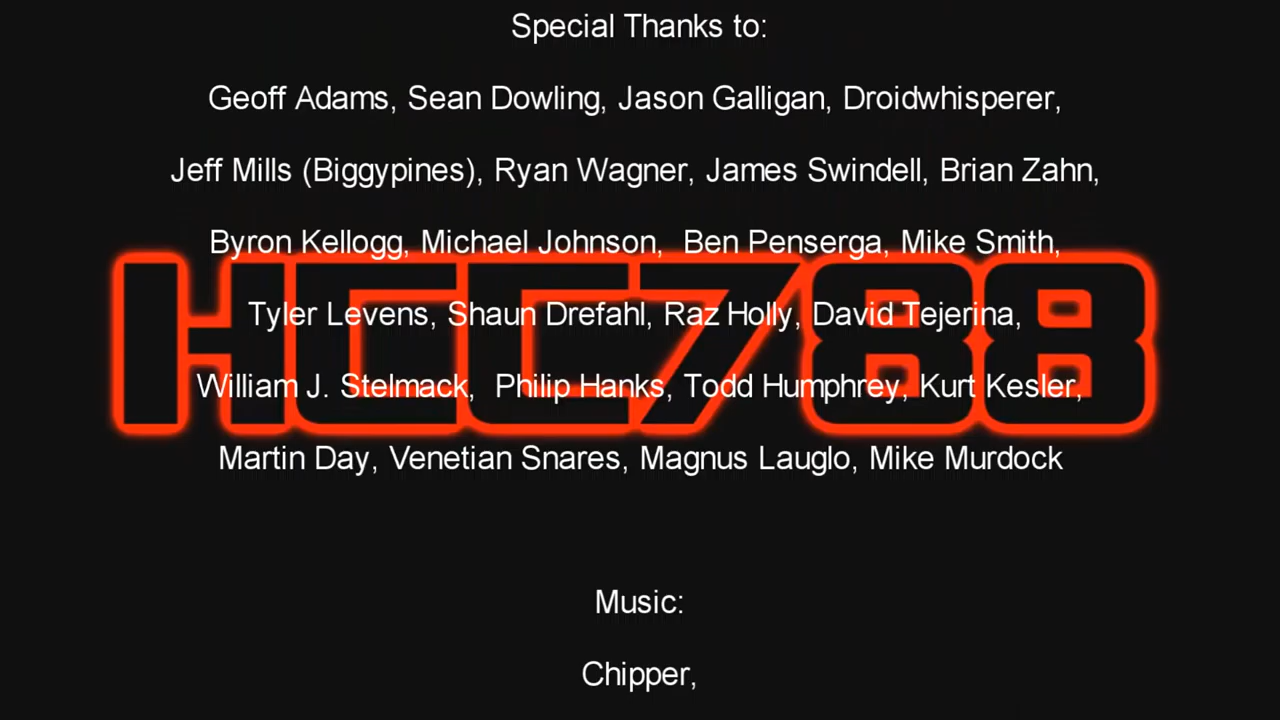 Special Thanks to:
Geoff Adams, Sean Dowling, Jason Galligan, Droidwhisperer,
Jeff Mills (Biggypines), Ryan Wagner, James Swindell, Brian Zahn,
Byron Kellogg, Michael Johnson,  Ben Penserga, Mike Smith,
HCC788
Tyler Levens, Shaun Drefahl, Raz Holly, David Tejerina,
William J. Stelmack,  Philip Hanks, Todd Humphrey, Kurt Kesler,
Martin Day, Venetian Snares, Magnus Lauglo, Mike Murdock
Music:
Chipper,